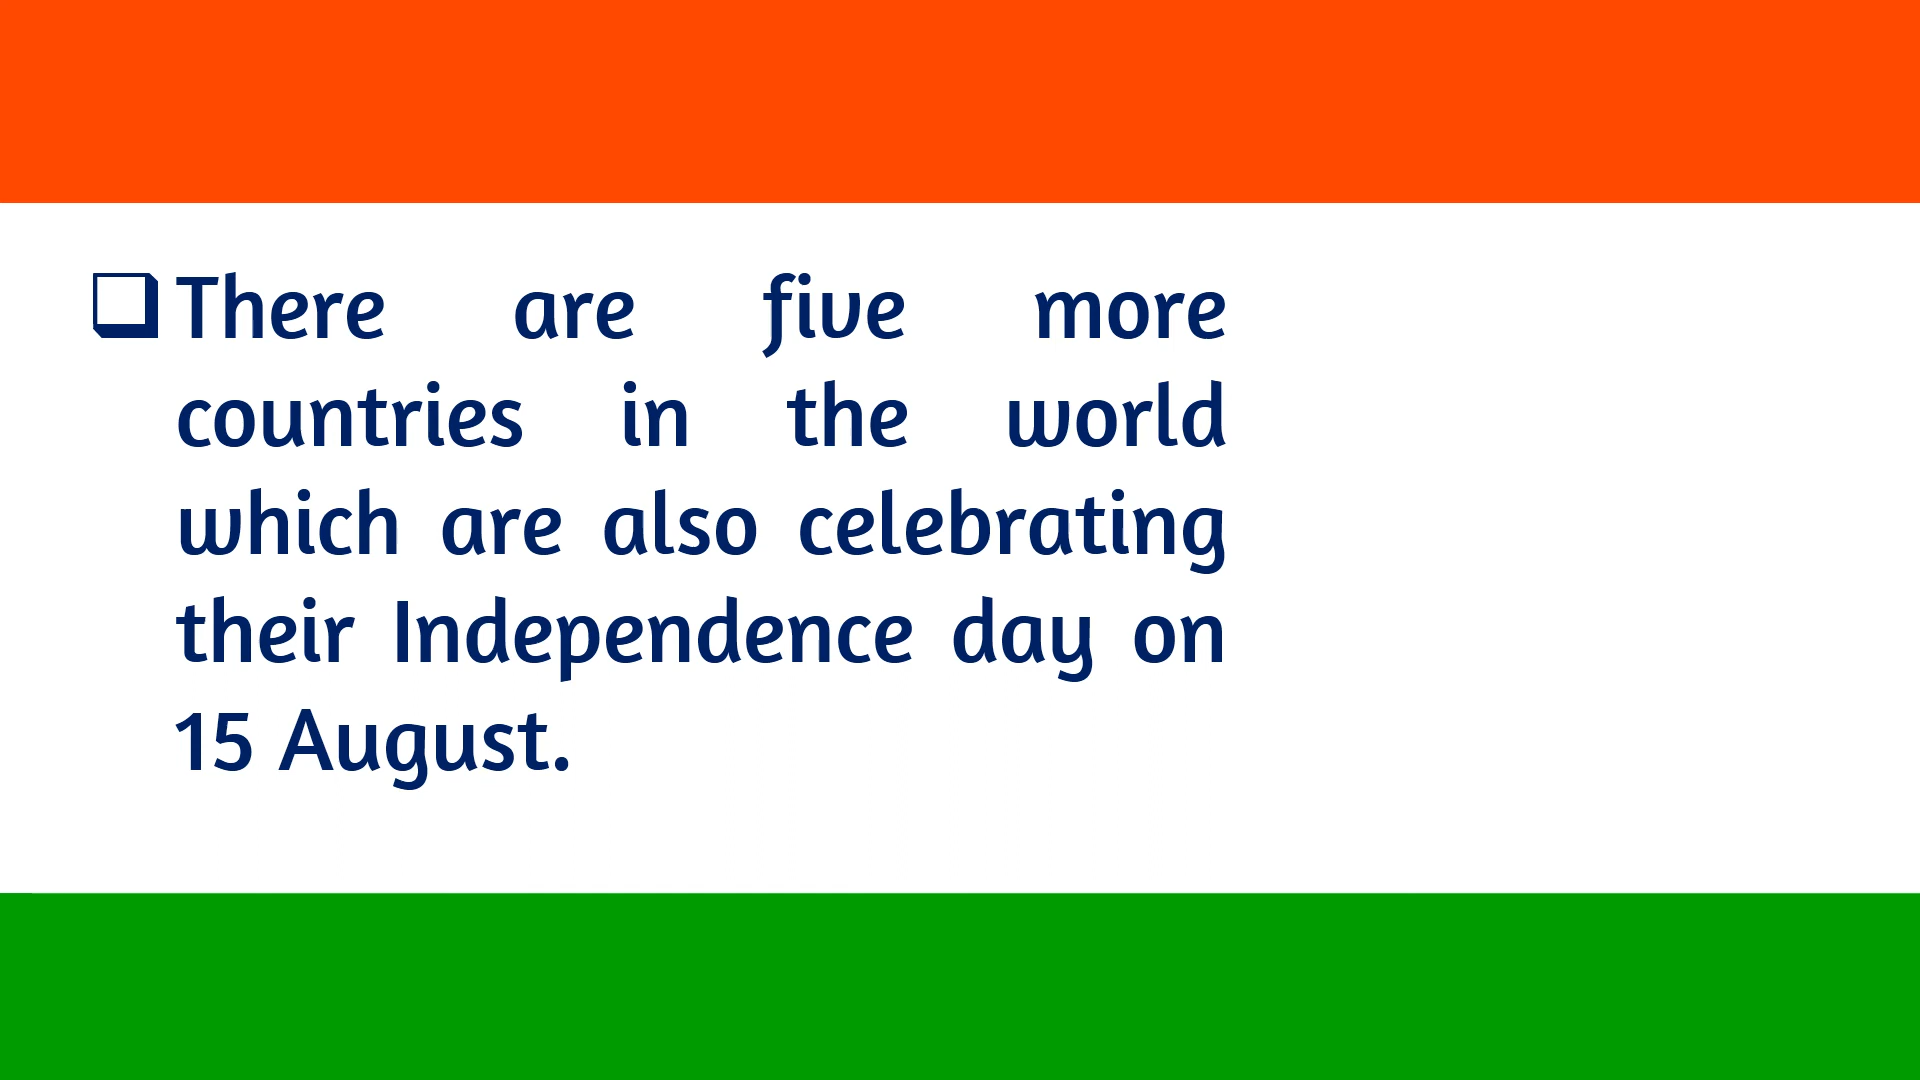 ❑There are five more
countries in the world
which are also celebrating
their Independence day on
15 August.